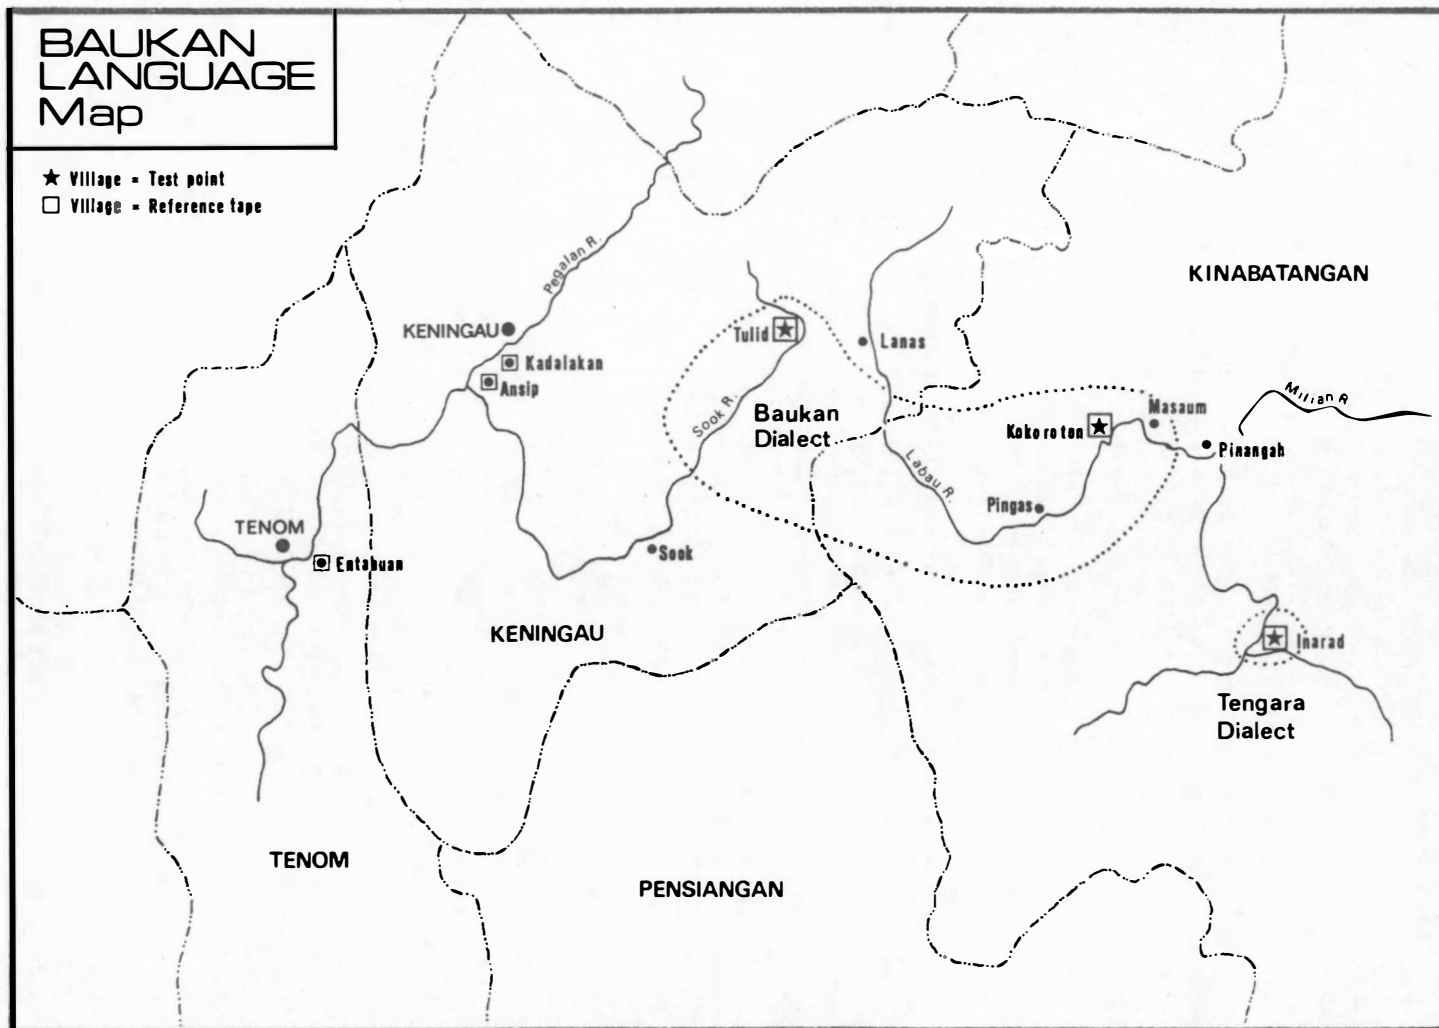 BAUKAN
LANGUAGE
Map
★ Village = Test point
□ Village = Reference tape
Pegalan R.
KINABATANGAN
KENINGAU
Tulid
Lanas
Kadalakan
Ansip
Sook R.
Baukan
Dialect
Milian R
Masaum
Kokorotan
Pinangah
Labau R.
Pingas
TENOM
Entabuan
Sook
KENINGAU
Inarad
Tengara
Dialect
TENOM
PENSIANGAN